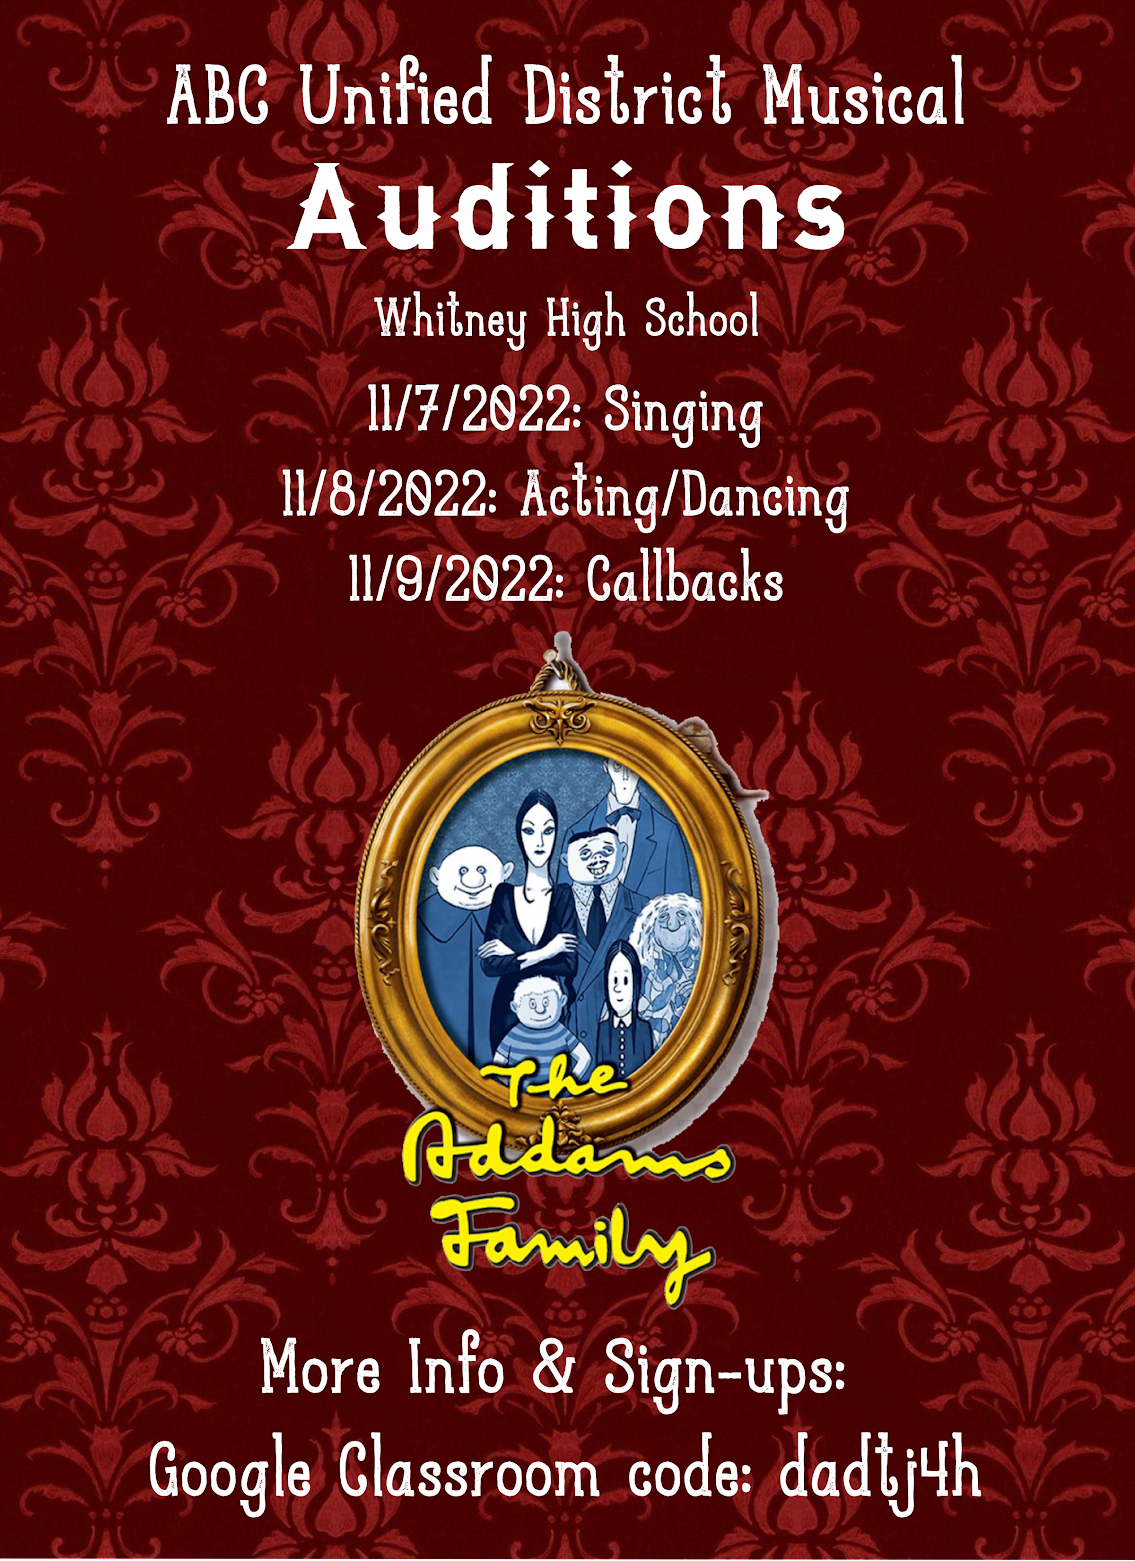 ABC Unified District Musical
Auditions
Whitney High School
11/7/2022: Singing
11/8/2022: Acting/Dancing
11/9/2022: Callbacks
The
Addams
Family
More Info & Sign-ups:
Google Classroom code: dadtj4h